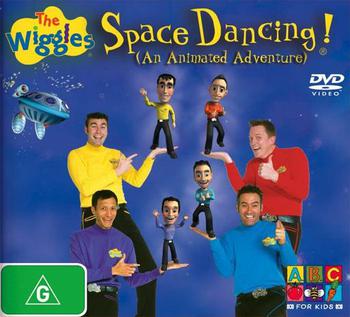 The
Wiggles
Space Dancing!
(An Animated Adventure)
®
DVD
VIDEO
G
ABC
FOR KIDS